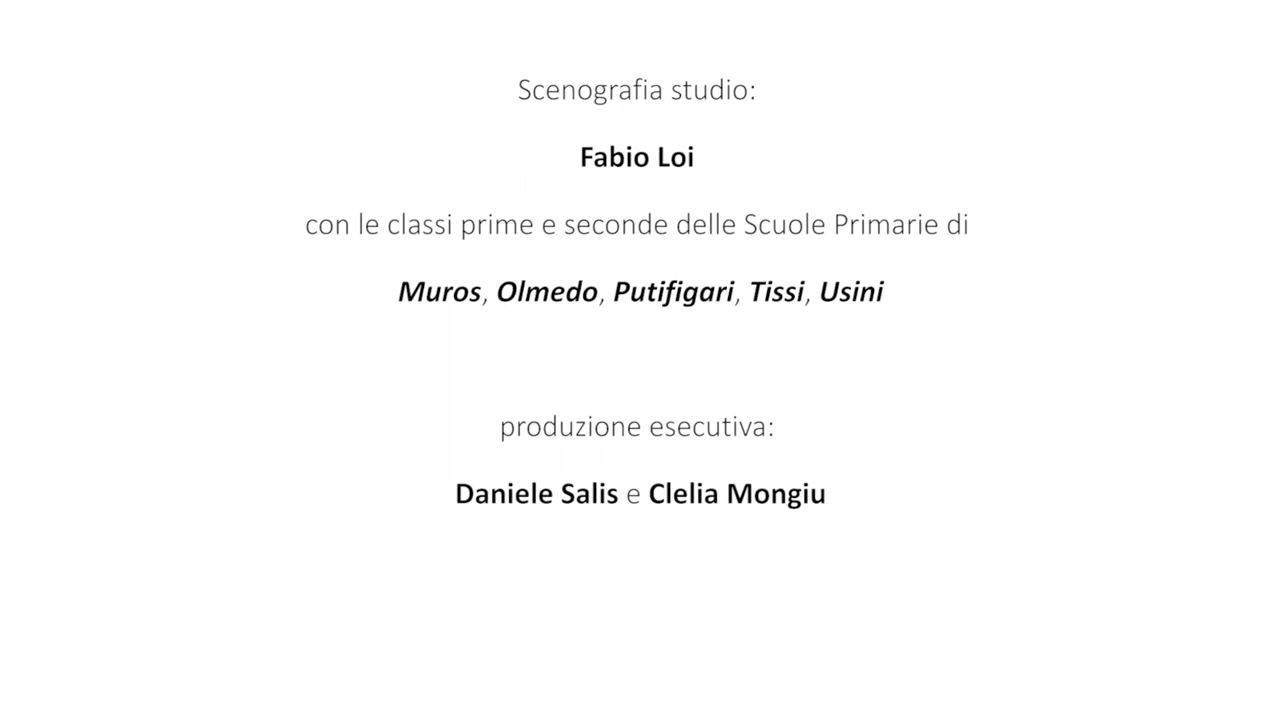 Scenografia studio:
Fabio Loi
con le classi prime e seconde delle Scuole Primarie di
Muros, Olmedo, Putifigari, Tissi, Usini
produzione esecutiva:
Daniele Salis e Clelia Mongiu